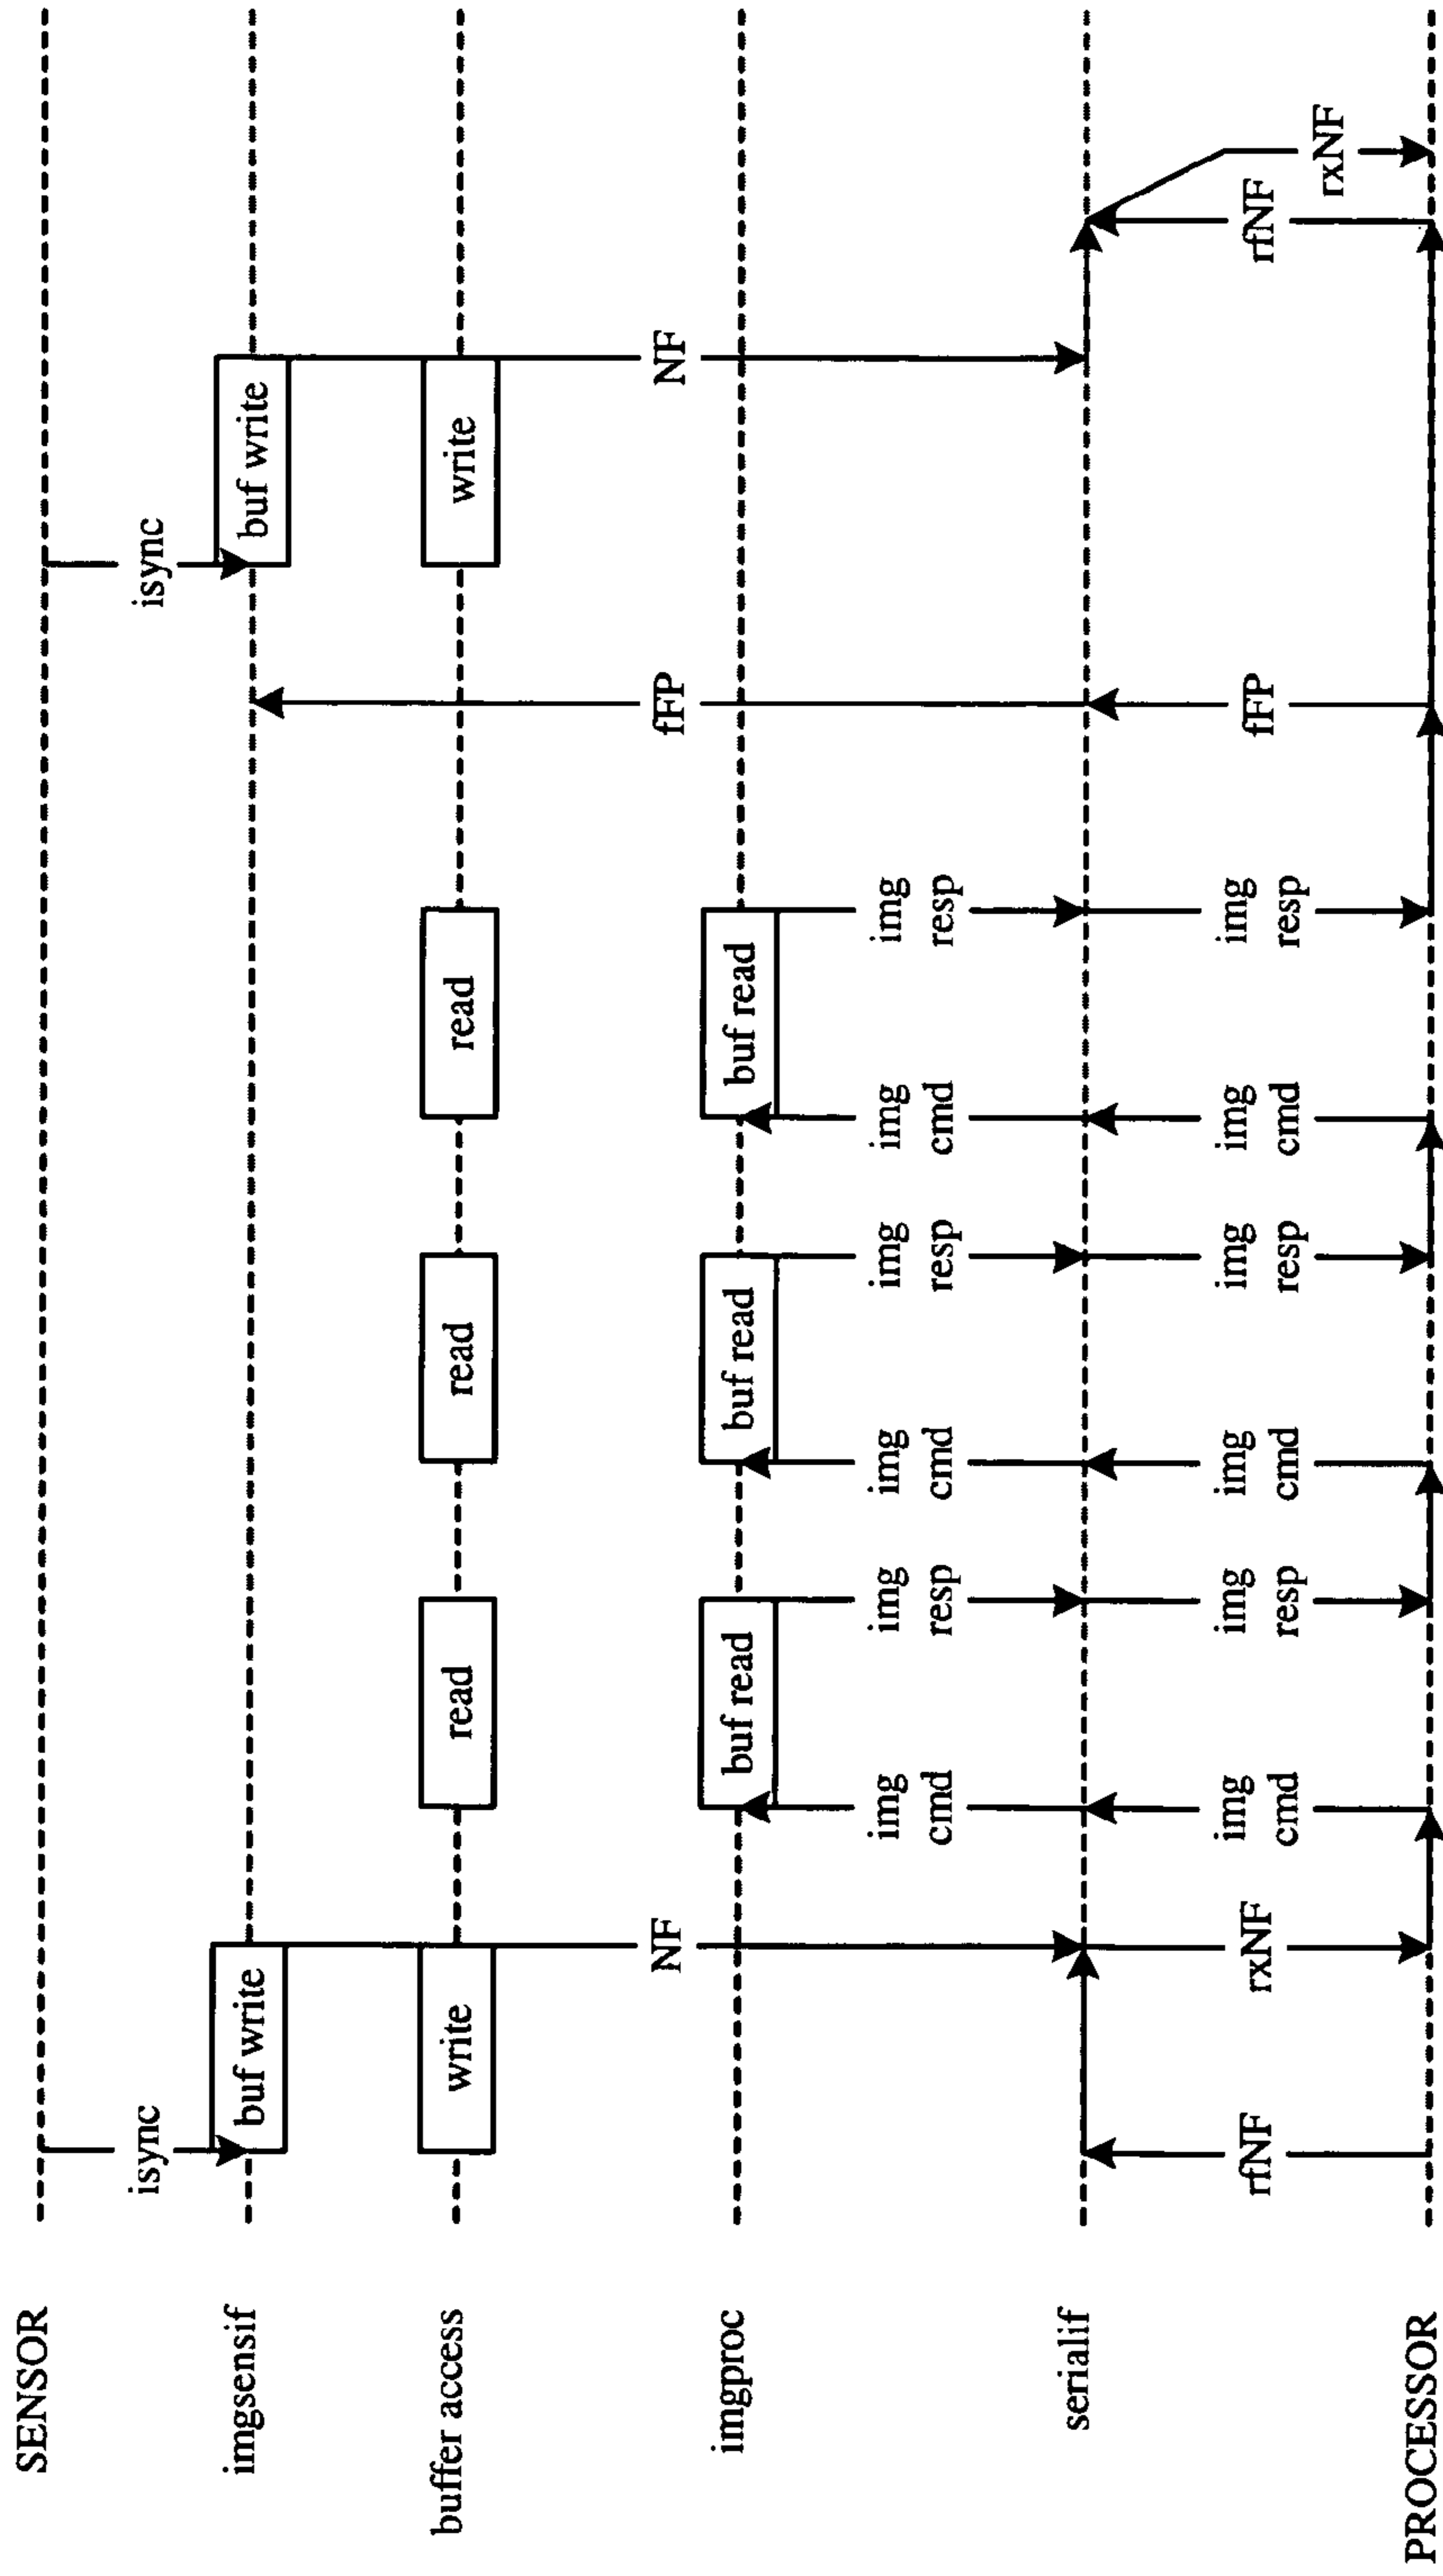 SENSOR
isync
isync
imgsensif
buf write
buf write
buffer access
write
read
read
read
write
NF
fFP
NF
imgproc
buf read
buf read
buf read
img
cmd
img
resp
img
cmd
img
resp
img
cmd
img
resp
serialif
rfNF
rxNF
img
cmd
img
resp
img
cmd
img
resp
img
cmd
img
resp
fFP
rfNF
rxNF
PROCESSOR